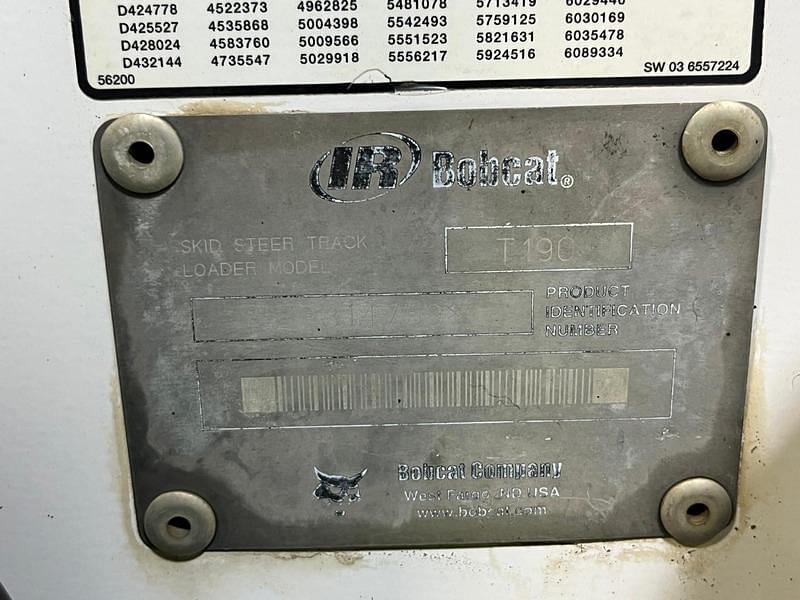 D424778 4522373 4962825 5481078 5713419 6029440
D425527 4535868 5004398 5542493 5759125 6030169
D428024 4583760 5009566 5551523 5821631 6035478
D432144 4735547 5029918 5556217 5924516 6089334
56200 SW 03 6557224
IR Bobcat®
SKID STEER TRACK
LOADER MODEL
T190
PRODUCT
IDENTIFICATION
NUMBER
Bobcat Company
West Fargo, ND USA
www.bobcat.com